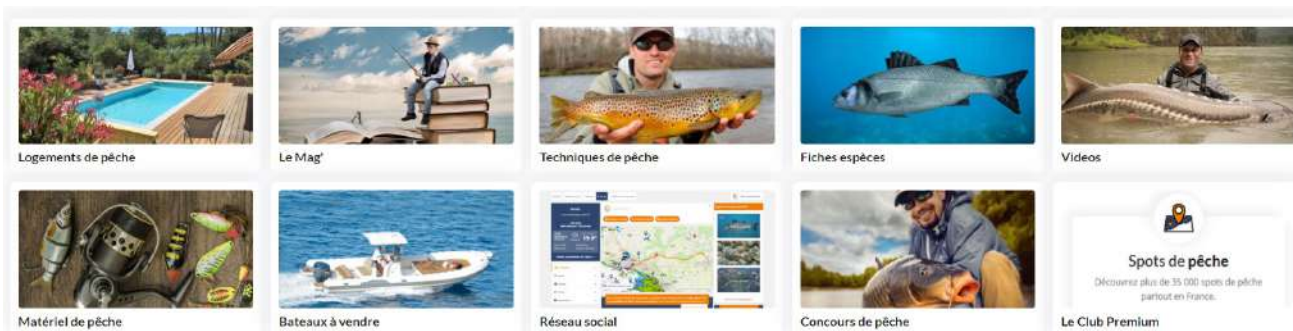 Logements de pêche
Le Mag'
Techniques de pêche
Fiches espèces
Videos
Spots de pêche
Découvrez plus de 35 000 spots de pêche
partout en France.
Matériel de pêche
Bateaux à vendre
Réseau social
Concours de pêche
Le Club Premium